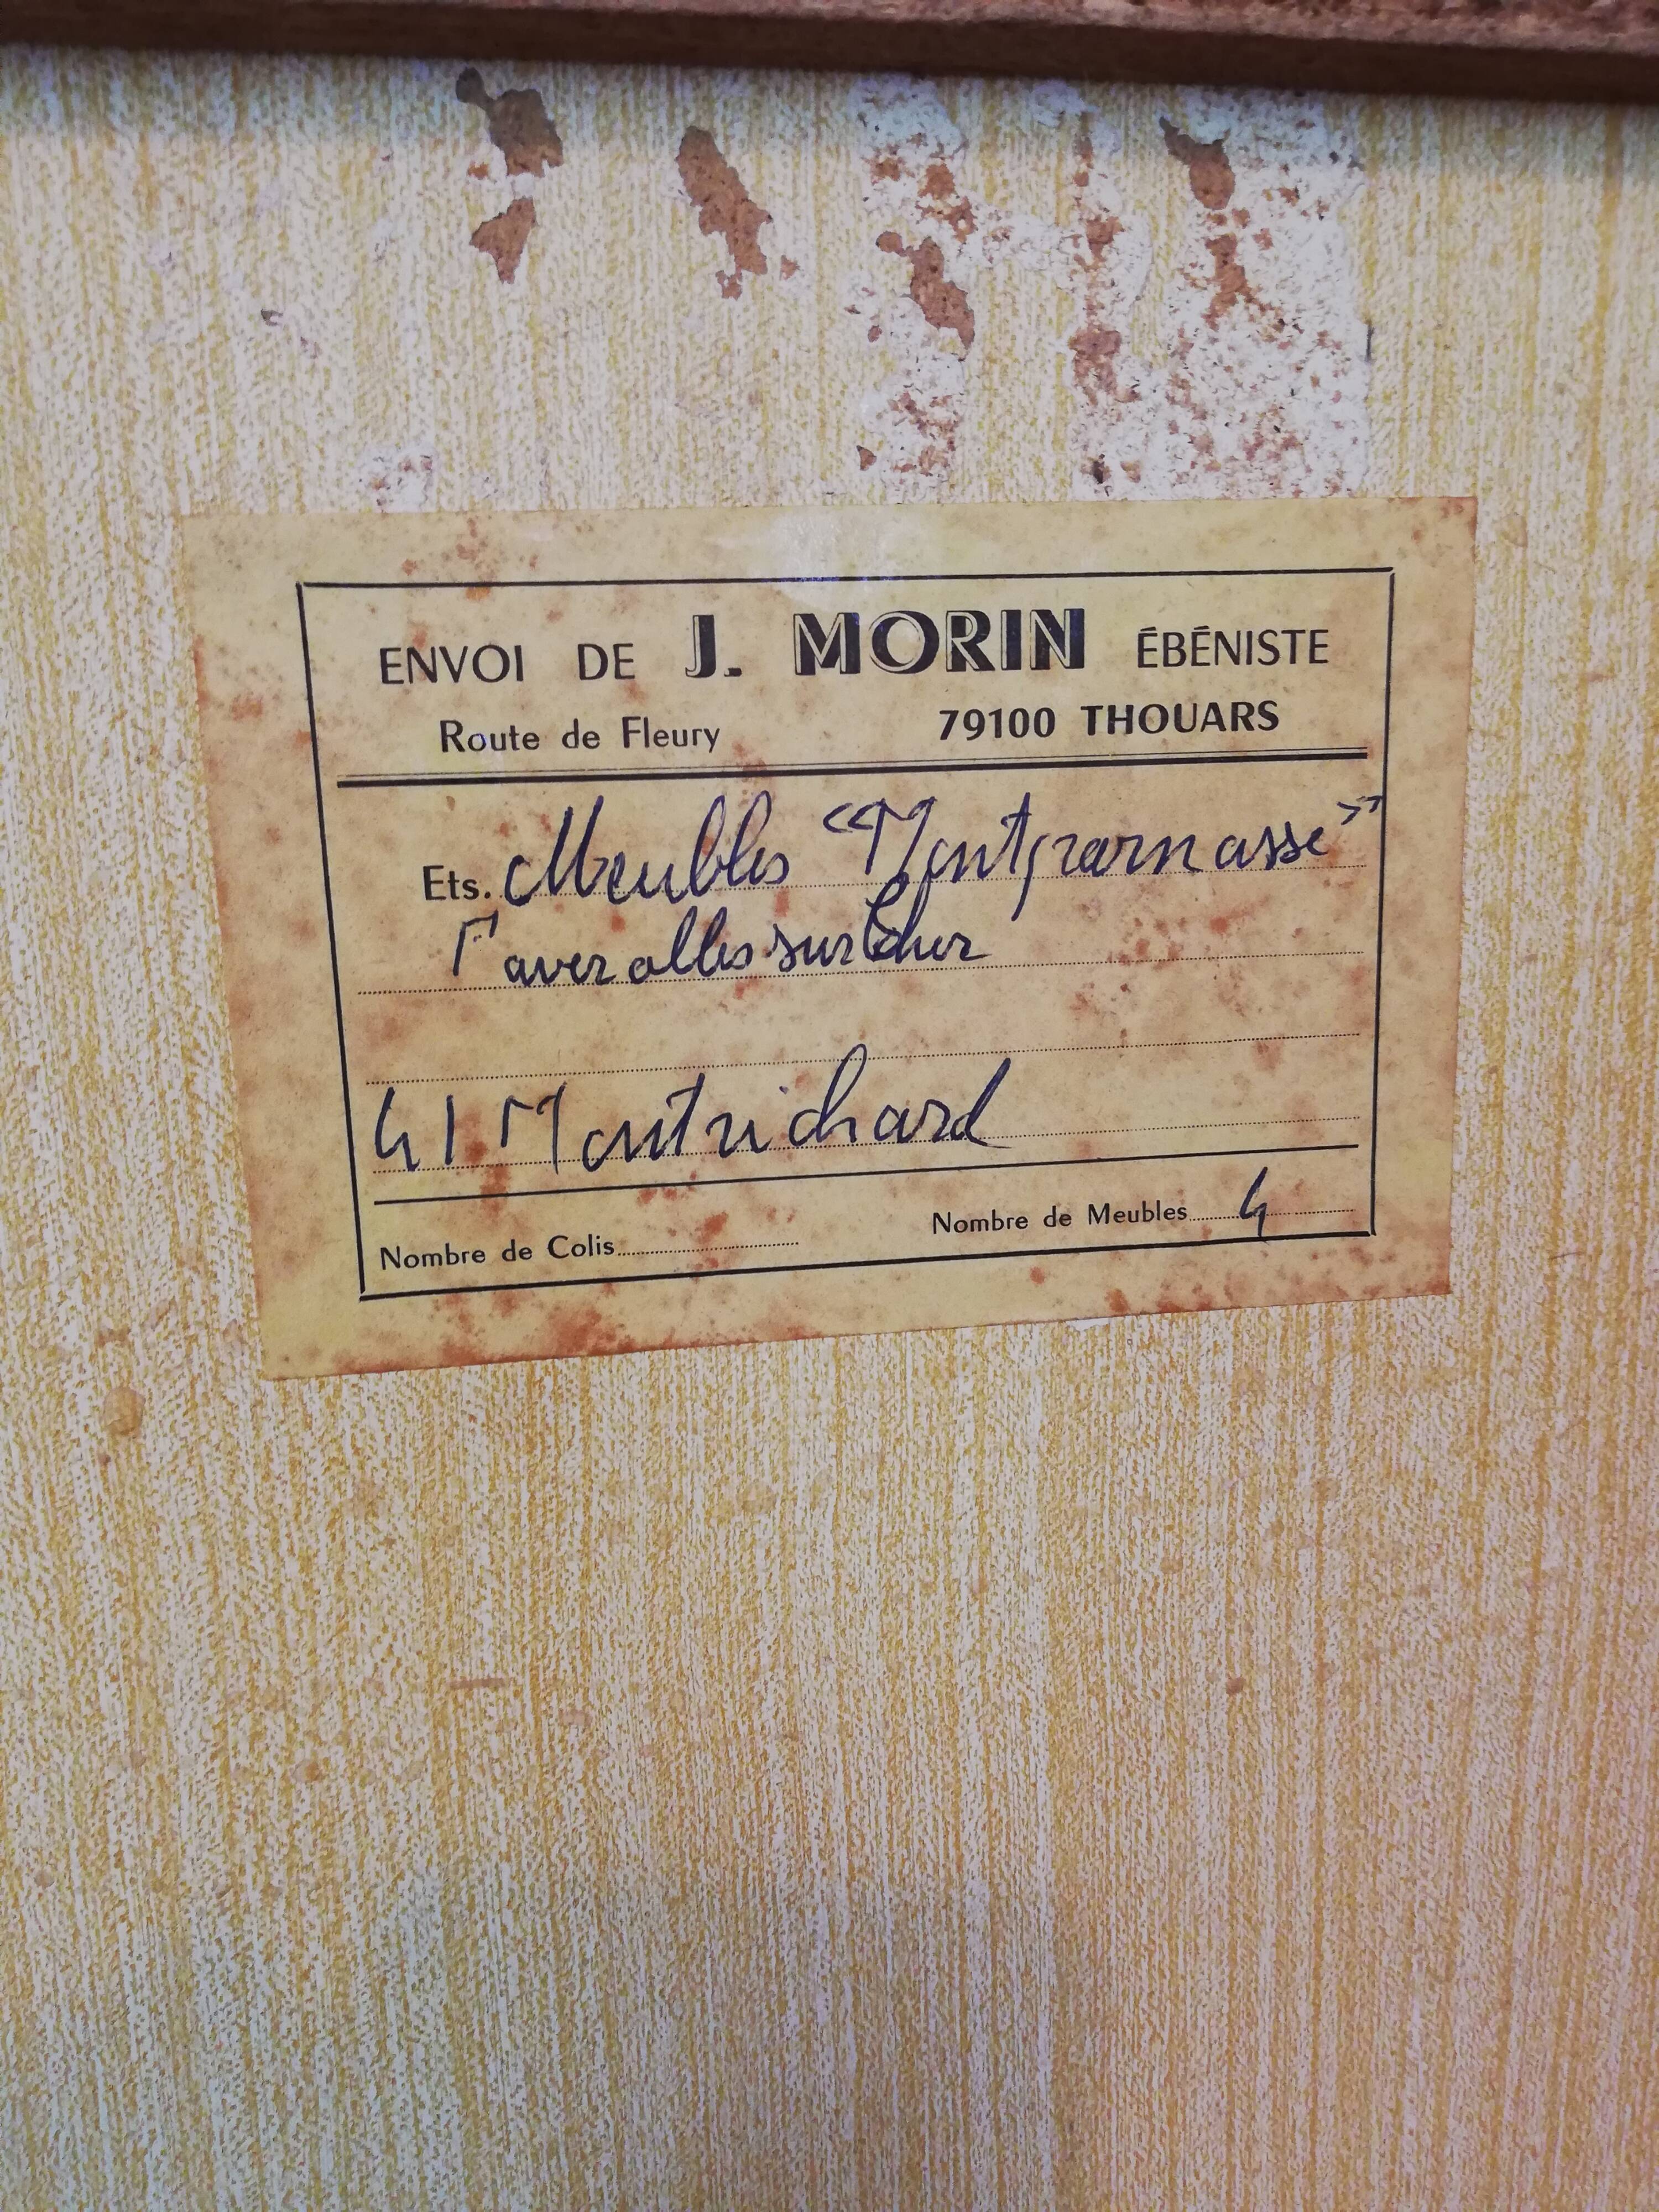 ENVOI DE J. MORIN ÉBÉNISTE
Route de Fleury 79100 THOUARS
Ets. Meubles "Montparnasse"
Faverolles sur Cher
41 Montrichard
Nombre de Colis Nombre de Meubles 4